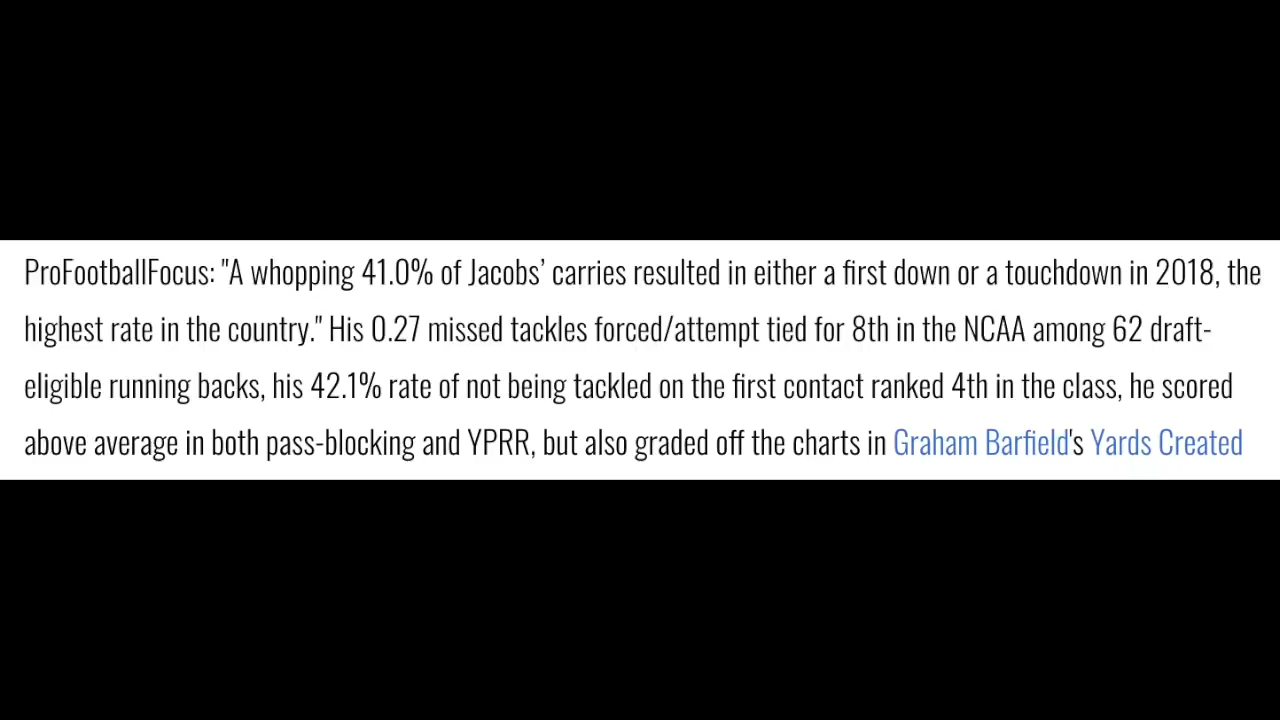 ProFootballFocus: "A whopping 41.0% of Jacobs’ carries resulted in either a first down or a touchdown in 2018, the
highest rate in the country." His 0.27 missed tackles forced/attempt tied for 8th in the NCAA among 62 draft-
eligible running backs, his 42.1% rate of not being tackled on the first contact ranked 4th in the class, he scored
above average in both pass-blocking and YPRR, but also graded off the charts in Graham Barfield's Yards Created